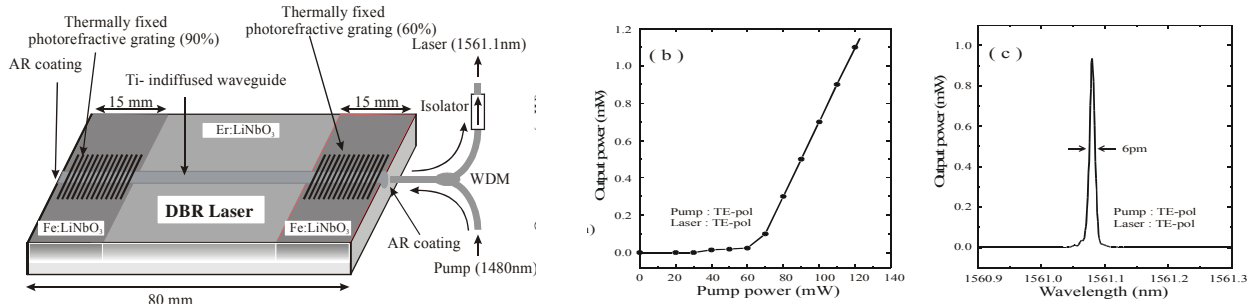 Thermally fixed
photorefractive grating (90%)
AR coating
Thermally fixed
photorefractive grating (60%)
Laser (1561.1nm)
Ti- indiffused waveguide
15 mm
15 mm
Isolator
Er:LiNbO3
WDM
DBR Laser
Fe:LiNbO3
Fe:LiNbO3
AR coating
Pump (1480nm)
80 mm
( b )
Output power (mW)
1.2
1.0
0.8
0.6
0.4
0.2
0.0
Pump : TE-pol
Laser : TE-pol
0 20 40 60 80 100 120 140
Pump power (mW)
( c )
Output power (mW)
1.0
0.8
0.6
0.4
0.2
0.0
6pm
Pump : TE-pol
Laser : TE-pol
1560.9 1561.0 1561.1 1561.2 1561.3
Wavelength (nm)